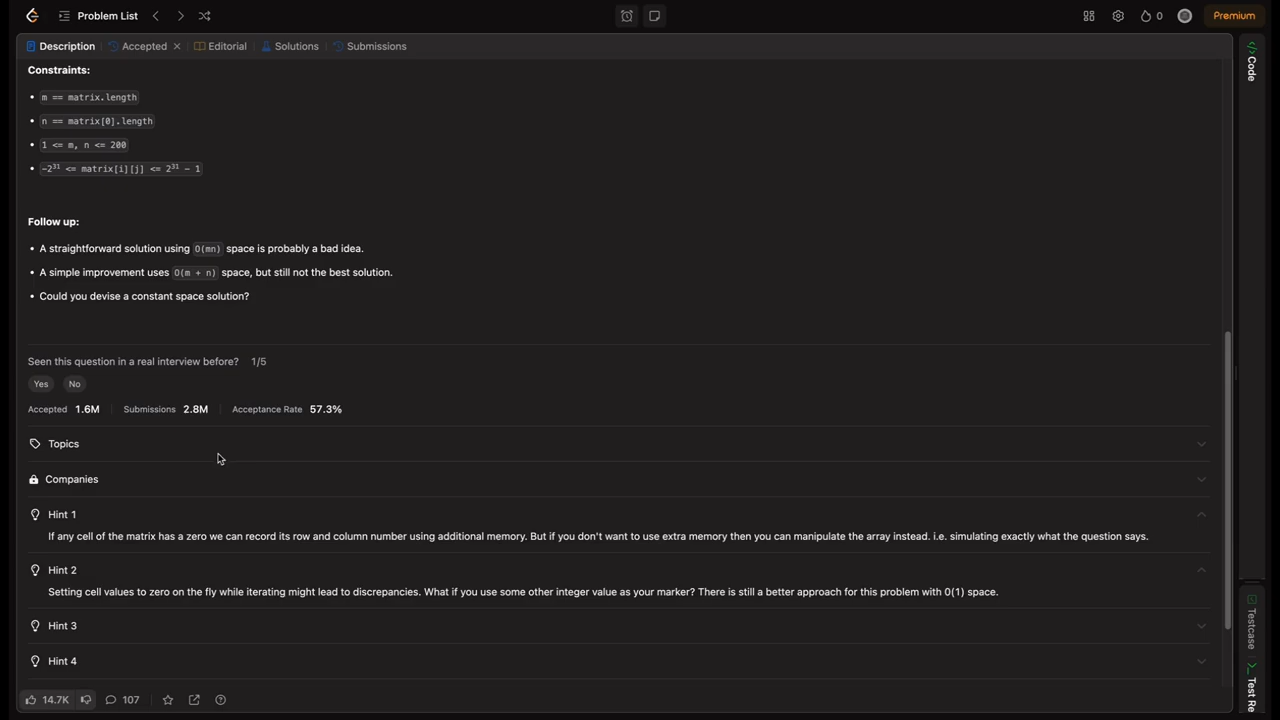 Problem List
0
Premium
Description
Accepted
Editorial
Solutions
Submissions
Constraints:
• m == matrix.length
• n == matrix[0].length
• 1 <= m, n <= 200
• -2³¹ <= matrix[i][j] <= 2³¹ - 1
Follow up:
• A straightforward solution using O(mn) space is probably a bad idea.
• A simple improvement uses O(m + n) space, but still not the best solution.
• Could you devise a constant space solution?
Seen this question in a real interview before? 1/5
Yes No
Accepted 1.6M Submissions 2.8M Acceptance Rate 57.3%
Topics
Companies
Hint 1
If any cell of the matrix has a zero we can record its row and column number using additional memory. But if you don't want to use extra memory then you can manipulate the array instead. i.e. simulating exactly what the question says.
Hint 2
Setting cell values to zero on the fly while iterating might lead to discrepancies. What if you use some other integer value as your marker? There is still a better approach for this problem with 0(1) space.
Hint 3
Hint 4
14.7K 107
Code
Testcase
Test Re